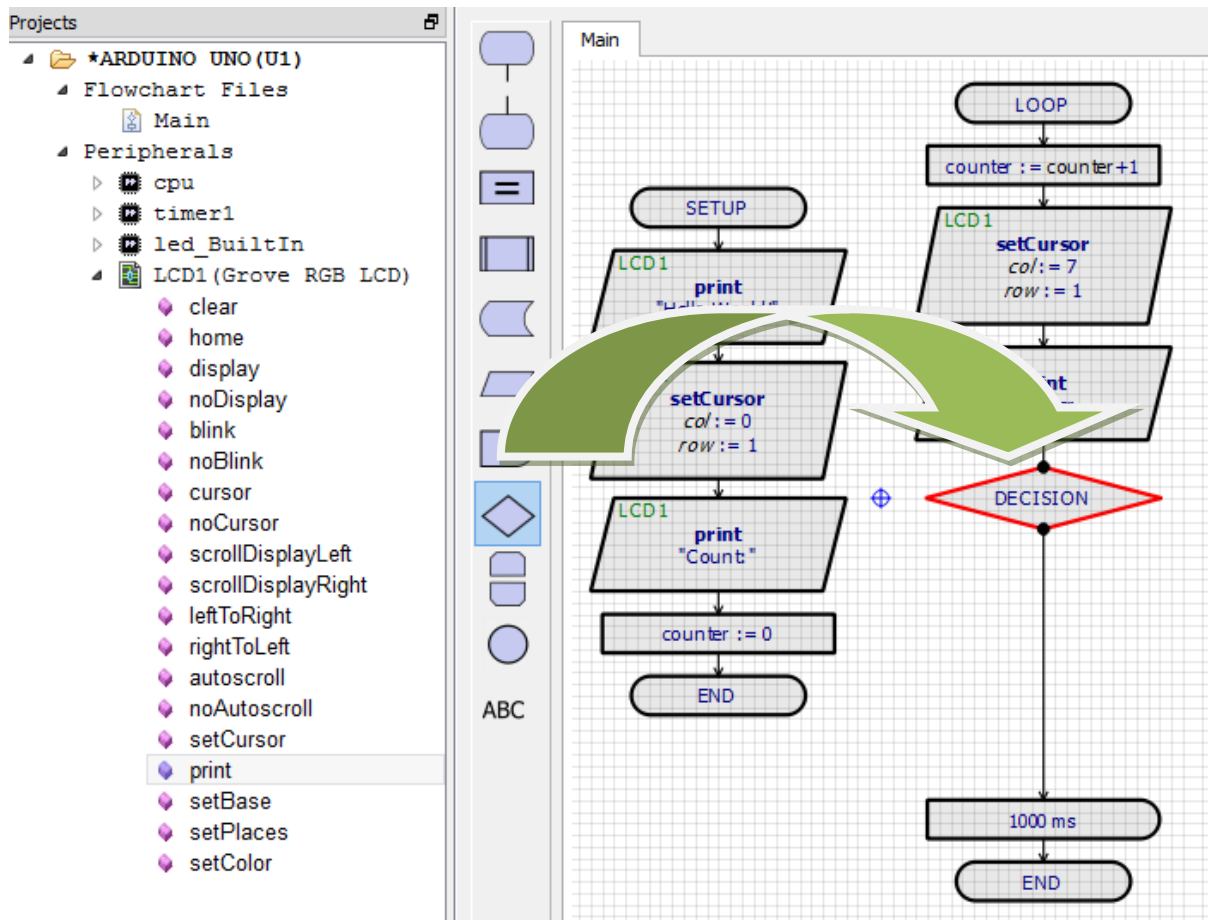 Projects
*ARDUINO UNO(U1)
Flowchart Files
Main
Peripherals
cpu
timer1
led_BuiltIn
LCD1(Grove RGB LCD)
clear
home
display
noDisplay
blink
noBlink
cursor
noCursor
scrollDisplayLeft
scrollDisplayRight
leftToRight
rightToLeft
autoscroll
noAutoscroll
setCursor
print
setBase
setPlaces
setColor
ABC
Main
SETUP
LCD1
print
setCursor
col := 0
row := 1
LCD1
print
"Count:"
counter := 0
END
LOOP
counter := counter+1
LCD1
setCursor
col := 7
row := 1
DECISION
1000 ms
END